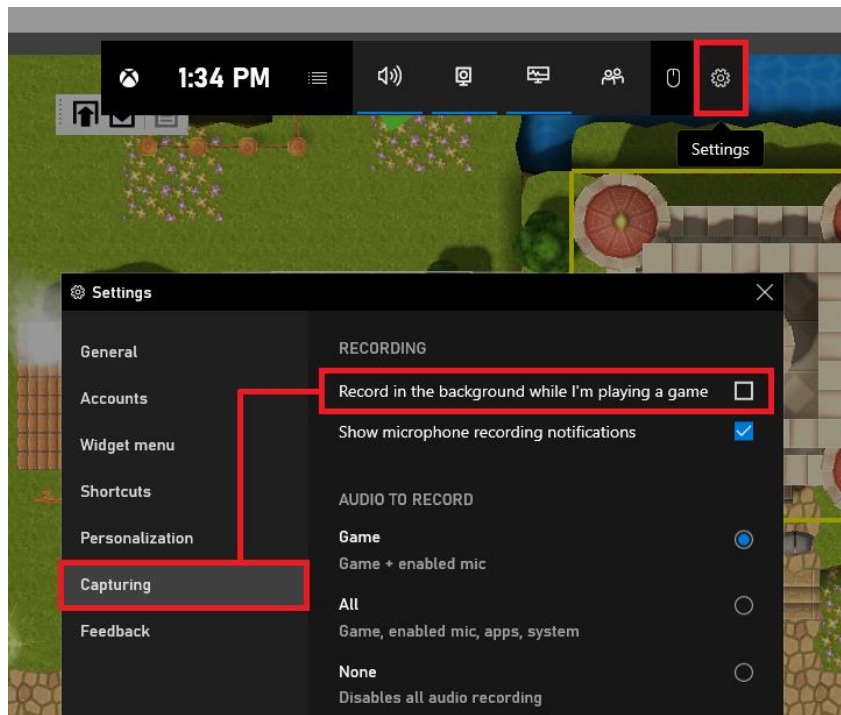 1:34 PM
Settings
Settings
General
Accounts
Widget menu
Shortcuts
Personalization
Capturing
Feedback
RECORDING
Record in the background while I'm playing a game
Show microphone recording notifications
AUDIO TO RECORD
Game
Game + enabled mic
All
Game, enabled mic, apps, system
None
Disables all audio recording